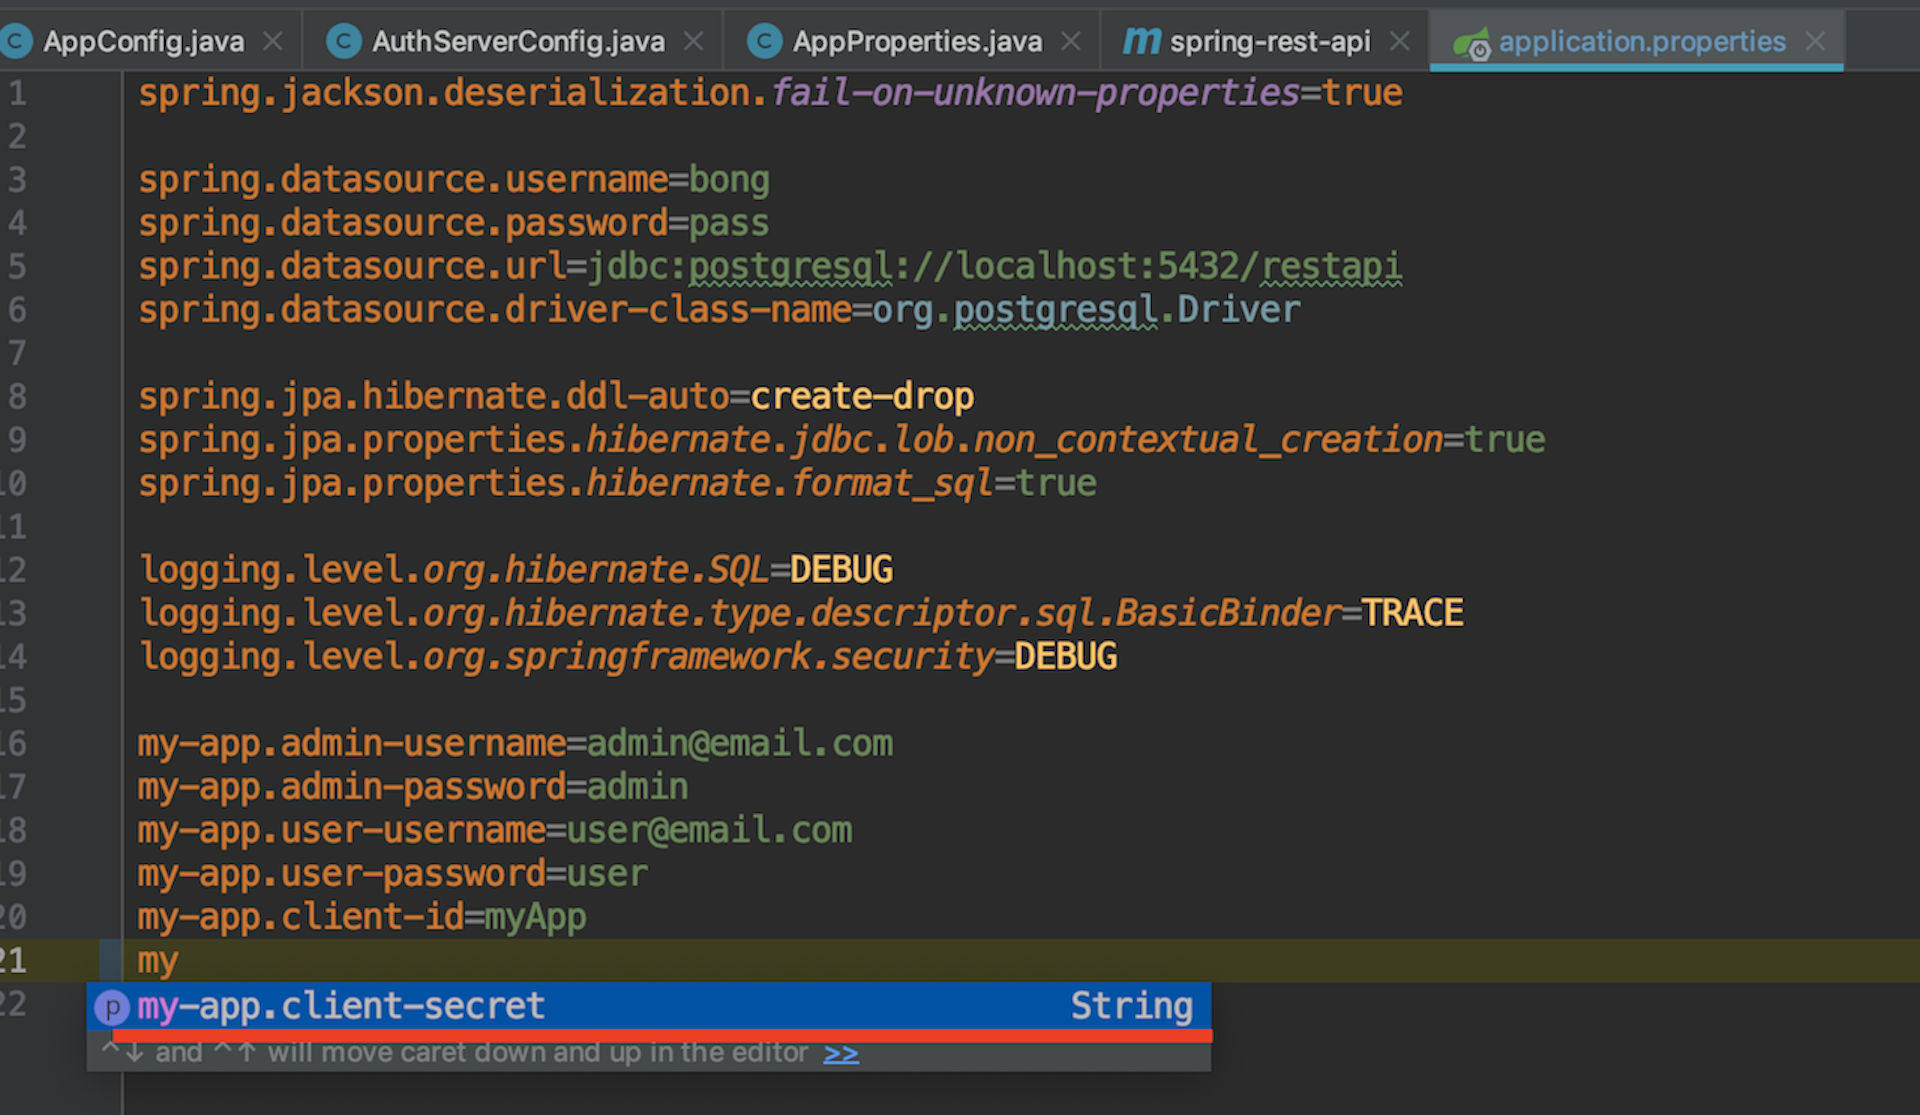 AppConfig.java AuthServerConfig.java AppProperties.java spring-rest-api application.properties
1 spring.jackson.deserialization.fail-on-unknown-properties=true
2
3 spring.datasource.username=bong
4 spring.datasource.password=pass
5 spring.datasource.url=jdbc:postgresql://localhost:5432/restapi
6 spring.datasource.driver-class-name=org.postgresql.Driver
7
8 spring.jpa.hibernate.ddl-auto=create-drop
9 spring.jpa.properties.hibernate.jdbc.lob.non_contextual_creation=true
10 spring.jpa.properties.hibernate.format_sql=true
11
12 logging.level.org.hibernate.SQL=DEBUG
13 logging.level.org.hibernate.type.descriptor.sql.BasicBinder=TRACE
14 logging.level.org.springframework.security=DEBUG
15
16 my-app.admin-username=admin@email.com
17 my-app.admin-password=admin
18 my-app.user-username=user@email.com
19 my-app.user-password=user
20 my-app.client-id=myApp
21 my
22 p my-app.client-secret String
^↓ and ^↑ will move caret down and up in the editor >>